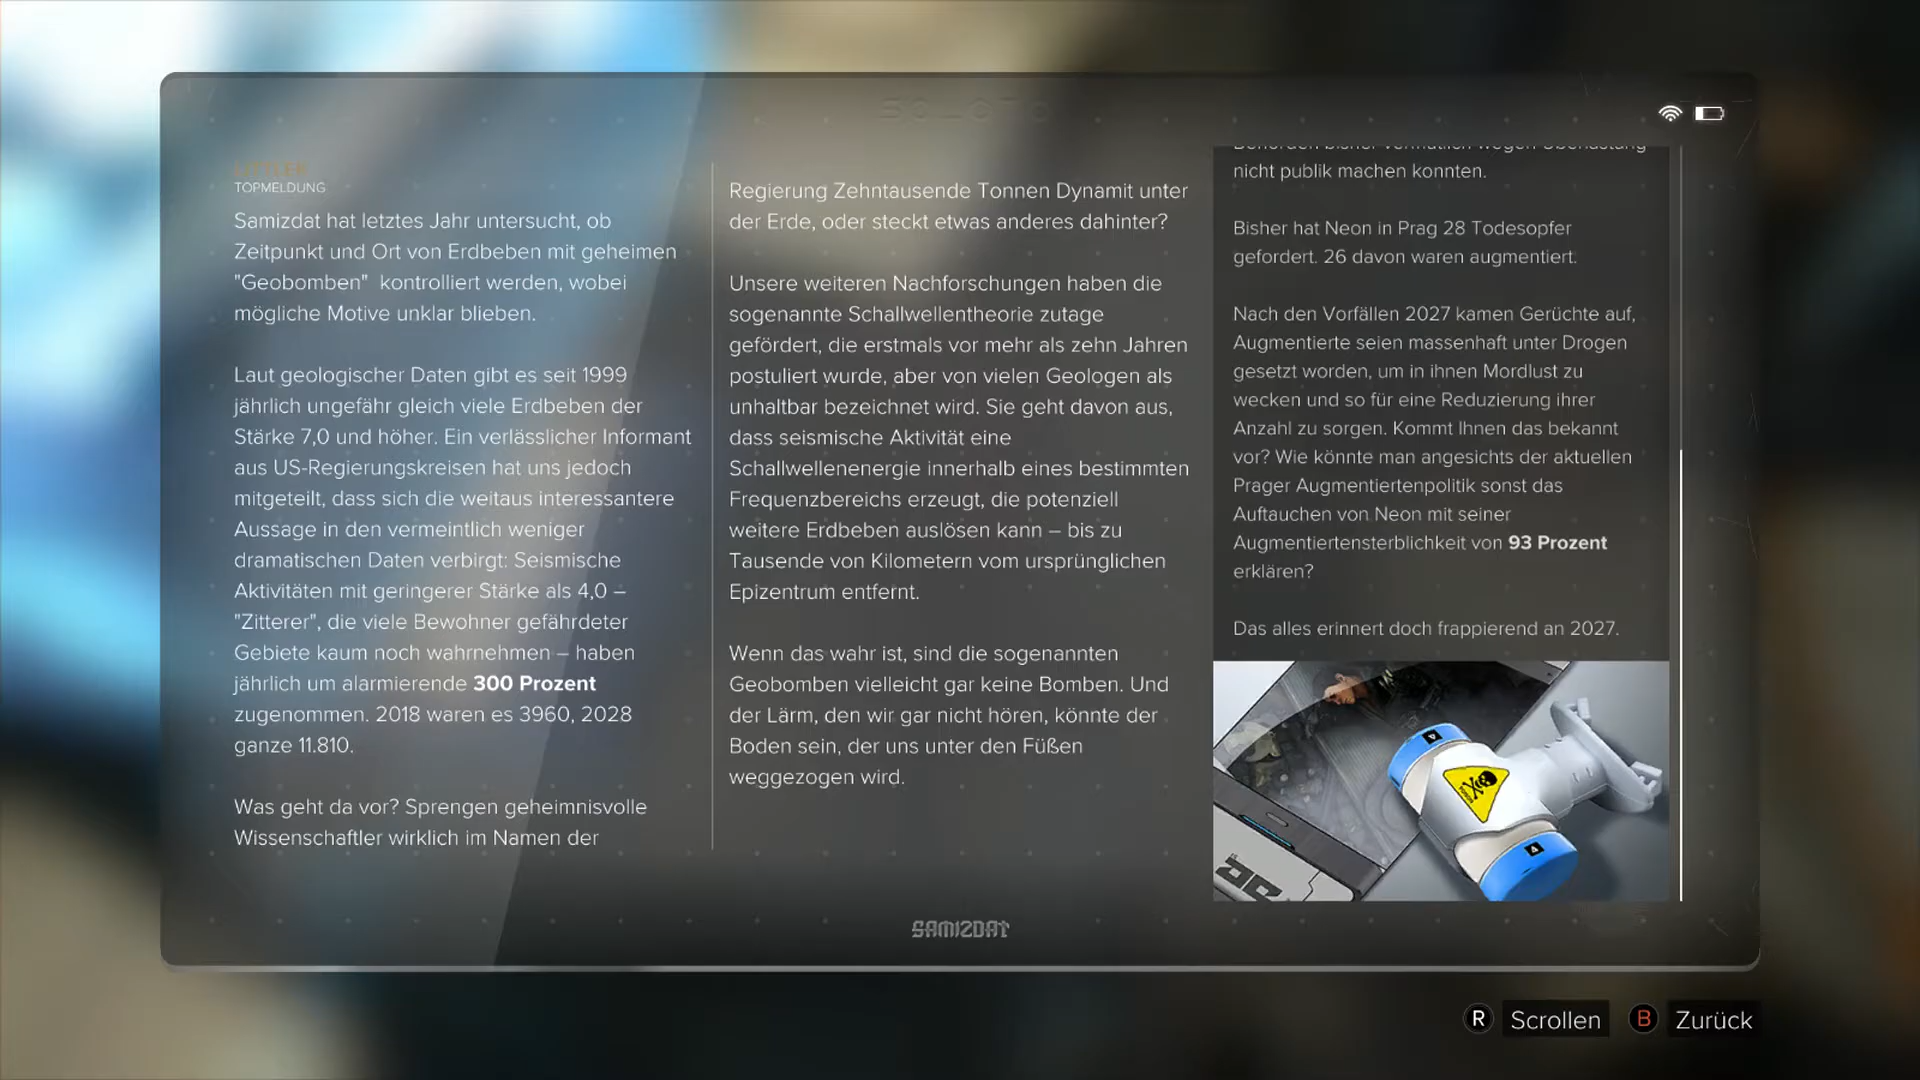 TOPMELDUNG
Samizdat hat letztes Jahr untersucht, ob
Zeitpunkt und Ort von Erdbeben mit geheimen
"Geobomben" kontrolliert werden, wobei
mögliche Motive unklar blieben.
Laut geologischer Daten gibt es seit 1999
jährlich ungefähr gleich viele Erdbeben der
Stärke 7,0 und höher. Ein verlässlicher Informant
aus US-Regierungskreisen hat uns jedoch
mitgeteilt, dass sich die weitaus interessantere
Aussage in den vermeintlich weniger
dramatischen Daten verbirgt: Seismische
Aktivitäten mit geringerer Stärke als 4,0 –
"Zitterer", die viele Bewohner gefährdeter
Gebiete kaum noch wahrnehmen – haben
jährlich um alarmierende 300 Prozent
zugenommen. 2018 waren es 3960, 2028
ganze 11.810.
Was geht da vor? Sprengen geheimnisvolle
Wissenschaftler wirklich im Namen der
Regierung Zehntausende Tonnen Dynamit unter
der Erde, oder steckt etwas anderes dahinter?
Unsere weiteren Nachforschungen haben die
sogenannte Schallwellentheorie zutage
gefördert, die erstmals vor mehr als zehn Jahren
postuliert wurde, aber von vielen Geologen als
unhaltbar bezeichnet wird. Sie geht davon aus,
dass seismische Aktivität eine
Schallwellenenergie innerhalb eines bestimmten
Frequenzbereichs erzeugt, die potenziell
weitere Erdbeben auslösen kann – bis zu
Tausende von Kilometern vom ursprünglichen
Epizentrum entfernt.
Wenn das wahr ist, sind die sogenannten
Geobomben vielleicht gar keine Bomben. Und
der Lärm, den wir gar nicht hören, könnte der
Boden sein, der uns unter den Füßen
weggezogen wird.
Behörden bisher vermutlich wegen Überlastung
nicht publik machen konnten.
Bisher hat Neon in Prag 28 Todesopfer
gefordert. 26 davon waren augmentiert.
Nach den Vorfällen 2027 kamen Gerüchte auf,
Augmentierte seien massenhaft unter Drogen
gesetzt worden, um in ihnen Mordlust zu
wecken und so für eine Reduzierung ihrer
Anzahl zu sorgen. Kommt Ihnen das bekannt
vor? Wie könnte man angesichts der aktuellen
Prager Augmentiertenpolitik sonst das
Auftauchen von Neon mit seiner
Augmentiertensterblichkeit von 93 Prozent
erklären?
Das alles erinnert doch frappierend an 2027.
SAMIZDAT
R Scrollen B Zurück